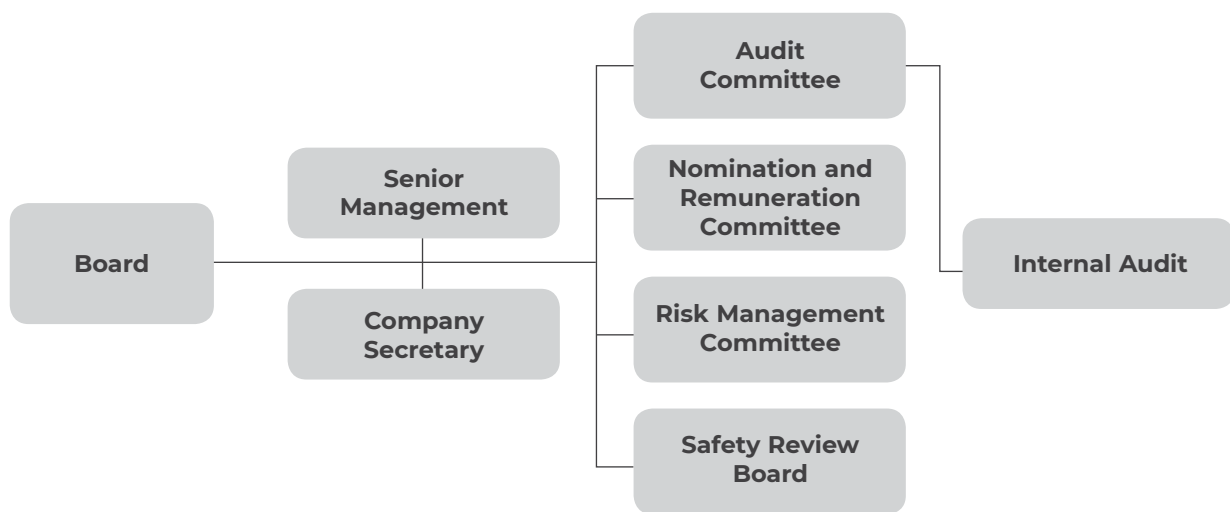 Board
Senior
Management
Company
Secretary
Audit
Committee
Nomination and
Remuneration
Committee
Risk Management
Committee
Safety Review
Board
Internal Audit